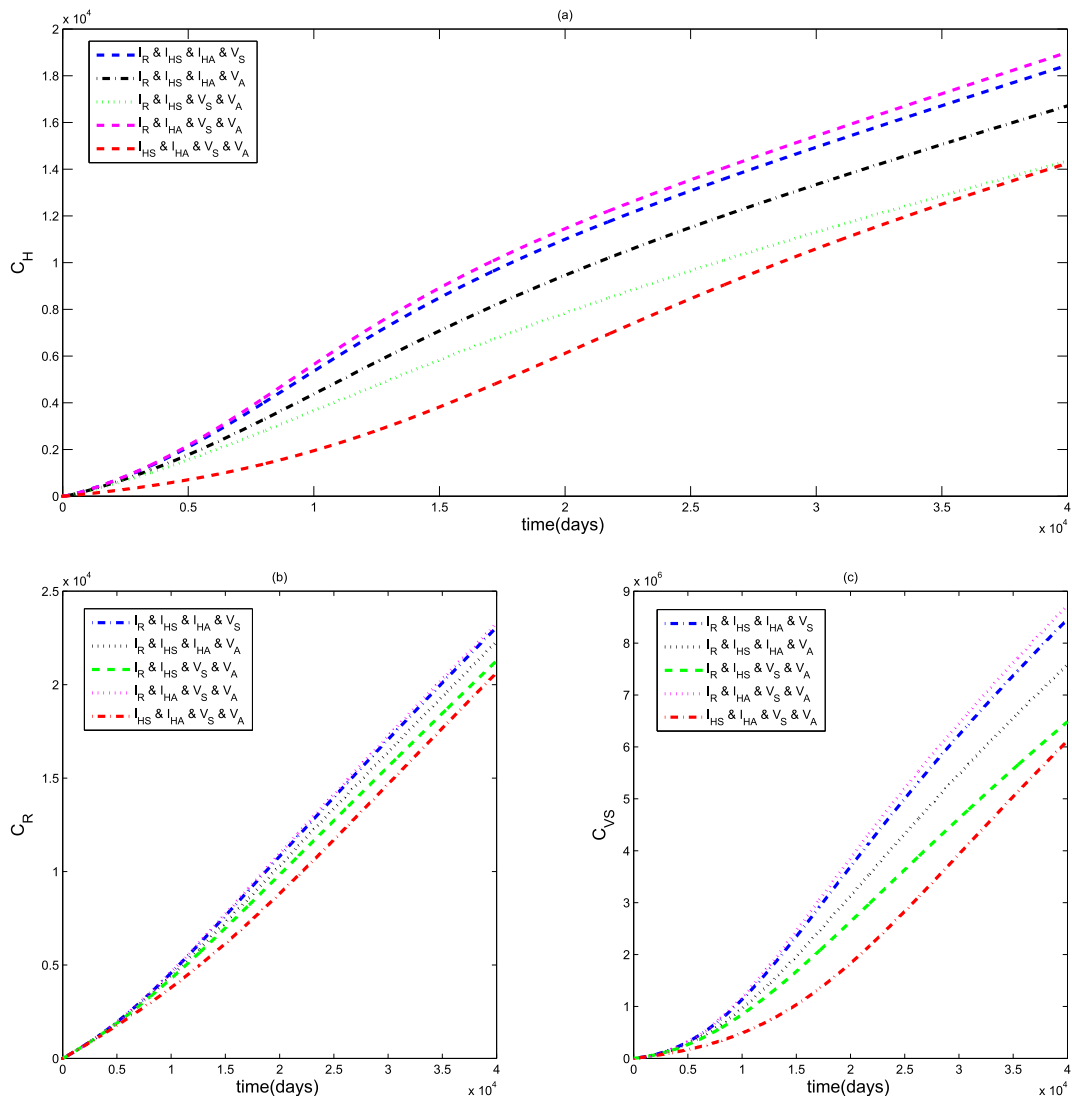 (a)
x 10^4
2
1.8
1.6
1.4
1.2
1
0.8
0.6
0.4
0.2
0
C_H
I_R & I_HS & I_HA & V_S
I_R & I_HS & I_HA & V_A
I_R & I_HS & V_S & V_A
I_R & I_HA & V_S & V_A
I_HS & I_HA & V_S & V_A
0 0.5 1 1.5 2 2.5 3 3.5 4
time(days)
x 10^4
(b)
x 10^4
2.5
2
1.5
1
0.5
0
C_R
I_R & I_HS & I_HA & V_S
I_R & I_HS & I_HA & V_A
I_R & I_HS & V_S & V_A
I_R & I_HA & V_S & V_A
I_HS & I_HA & V_S & V_A
0 0.5 1 1.5 2 2.5 3 3.5 4
time(days)
x 10^4
(c)
x 10^6
9
8
7
6
5
4
3
2
1
0
C_VS
I_R & I_HS & I_HA & V_S
I_R & I_HS & I_HA & V_A
I_R & I_HS & V_S & V_A
I_R & I_HA & V_S & V_A
I_HS & I_HA & V_S & V_A
0 0.5 1 1.5 2 2.5 3 3.5 4
time(days)
x 10^4